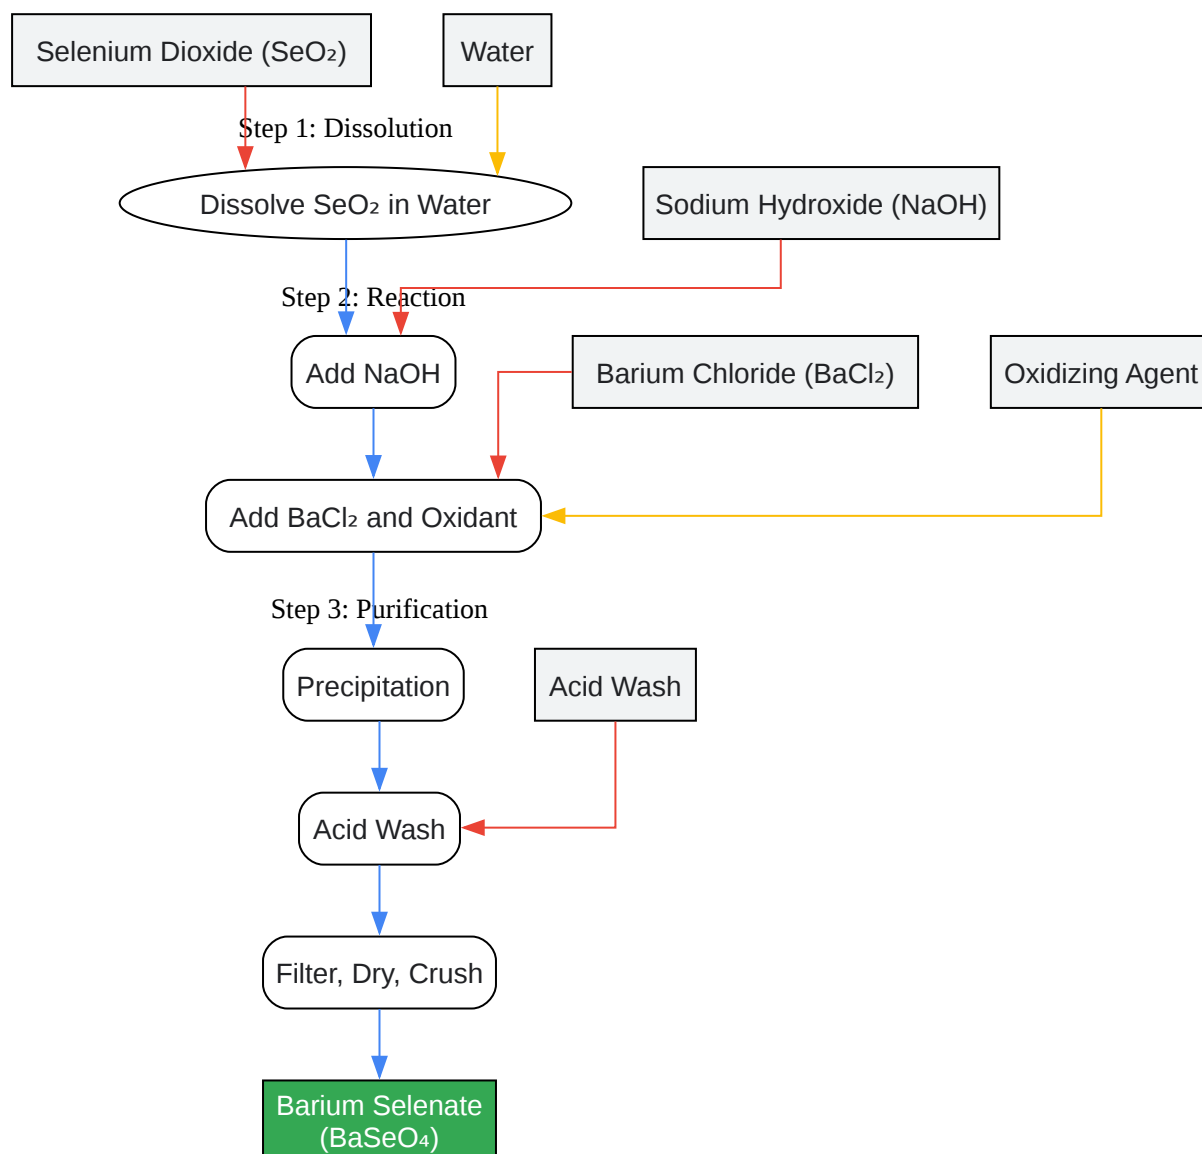 Selenium Dioxide (SeO₂)
Water
Step 1: Dissolution
Dissolve SeO₂ in Water
Sodium Hydroxide (NaOH)
Step 2: Reaction
Add NaOH
Barium Chloride (BaCl₂)
Oxidizing Agent
Add BaCl₂ and Oxidant
Step 3: Purification
Precipitation
Acid Wash
Acid Wash
Filter, Dry, Crush
Barium Selenate
(BaSeO₄)